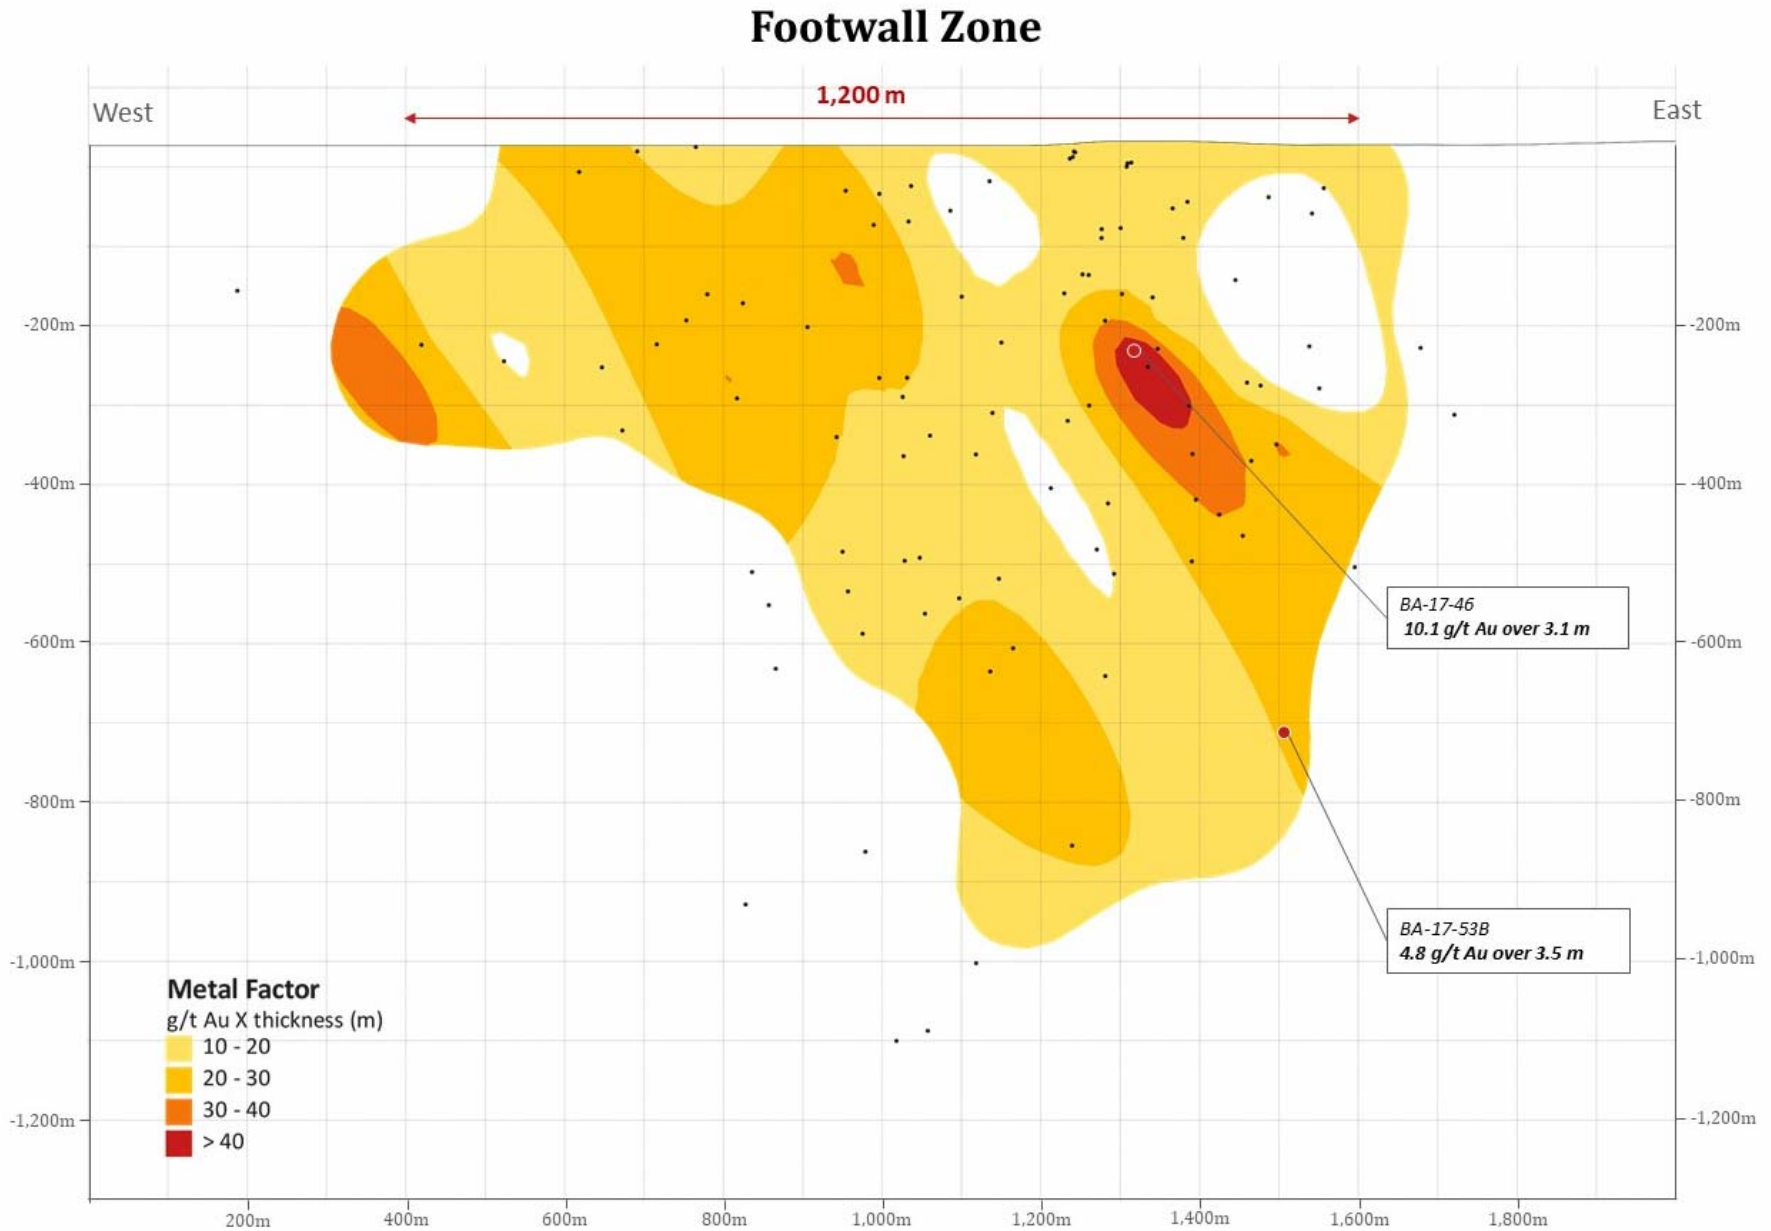 Footwall Zone
West
1,200 m
East
-200m
-200m
-400m
-400m
BA-17-46
10.1 g/t Au over 3.1 m
-600m
-600m
-800m
-800m
BA-17-53B
4.8 g/t Au over 3.5 m
-1,000m
-1,000m
Metal Factor
g/t Au X thickness (m)
10 - 20
20 - 30
30 - 40
> 40
-1,200m
-1,200m
200m
400m
600m
800m
1,000m
1,200m
1,400m
1,600m
1,800m